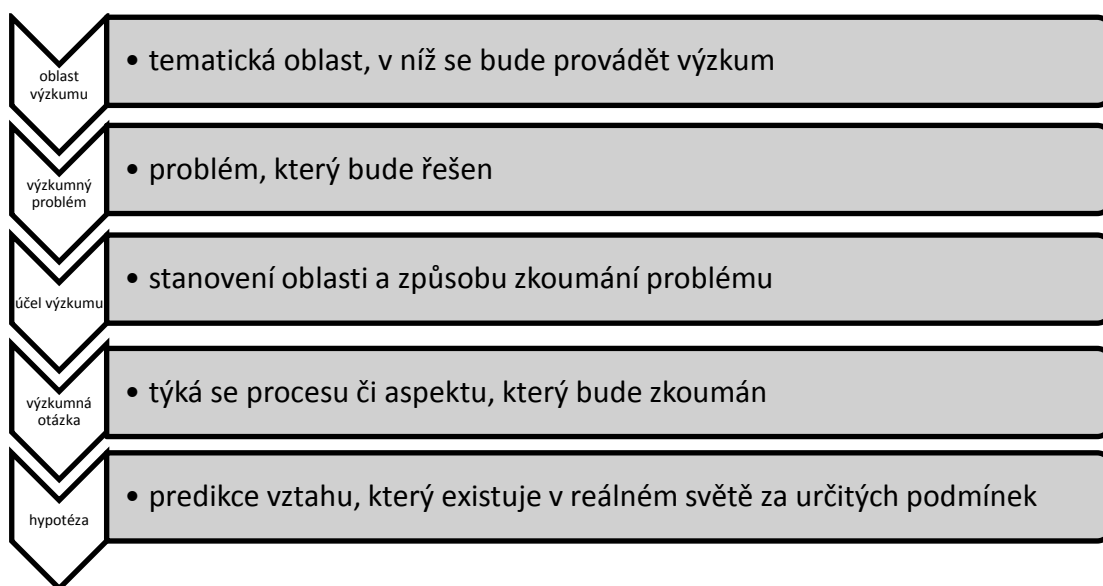 oblast
výzkumu
• tematická oblast, v níž se bude provádět výzkum
výzkumný
problém
• problém, který bude řešen
účel výzkumu
• stanovení oblasti a způsobu zkoumání problému
výzkumná
otázka
• týká se procesu či aspektu, který bude zkoumán
hypotéza
• predikce vztahu, který existuje v reálném světě za určitých podmínek